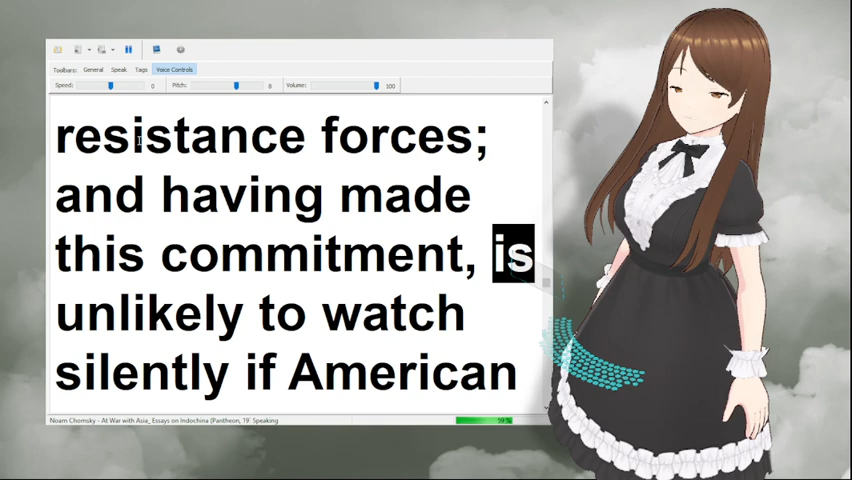 Toolbars: General Speak Tags Voice Controls
Speed: 0 Pitch: 8 Volume: 100
resistance forces;
and having made
this commitment, is
unlikely to watch
silently if American
Noam Chomsky - At War with Asia_ Essays on Indochina (Pantheon, 19' Speaking 59 %